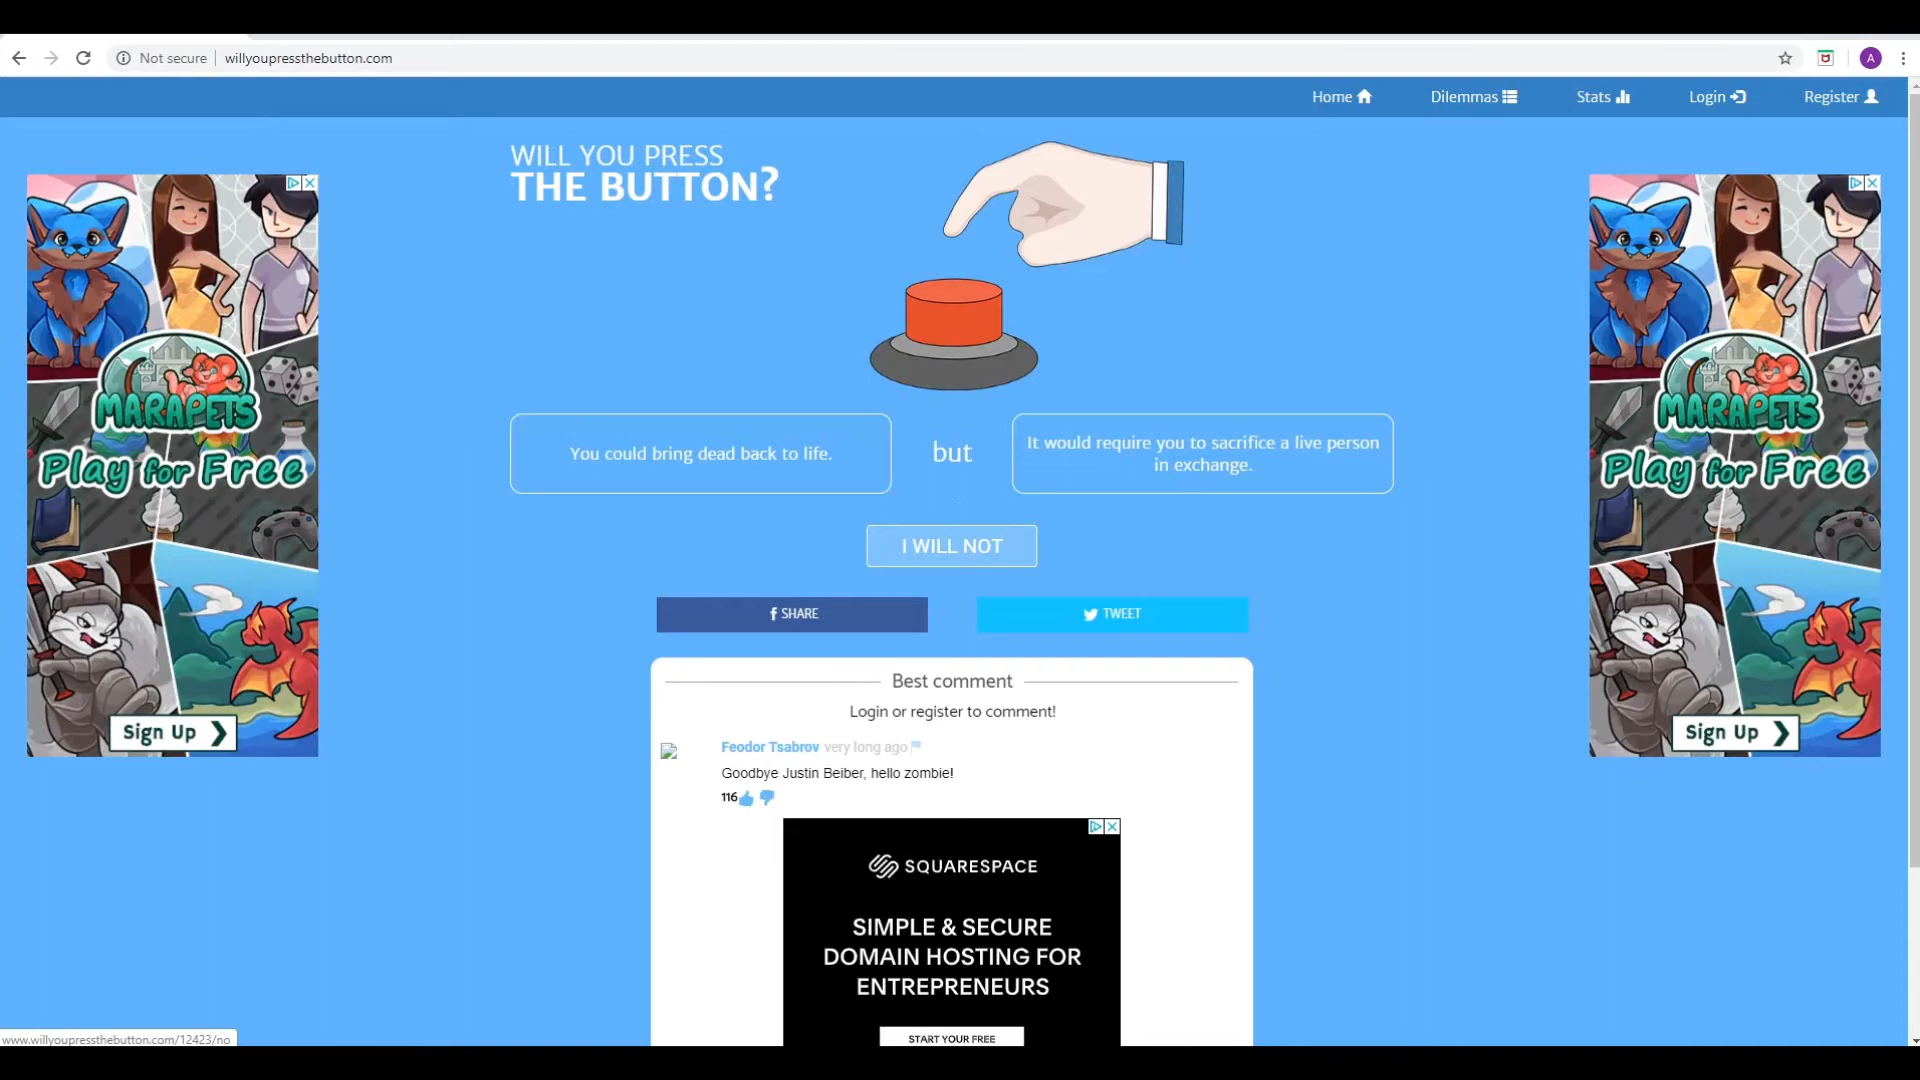 Not secure
willyoupressthebutton.com
A
Home
Dilemmas
Stats
Login
Register
WILL YOU PRESS
THE BUTTON?
MARAPETS
Play for Free
Sign Up
You could bring dead back to life.
but
It would require you to sacrifice a live person
in exchange.
I WILL NOT
SHARE
TWEET
Best comment
Login or register to comment!
Feodor Tsabrov very long ago
Goodbye Justin Beiber, hello zombie!
116
SQUARESPACE
SIMPLE & SECURE
DOMAIN HOSTING FOR
ENTREPRENEURS
START YOUR FREE
MARAPETS
Play for Free
Sign Up
www.willyoupressthebutton.com/12423/no